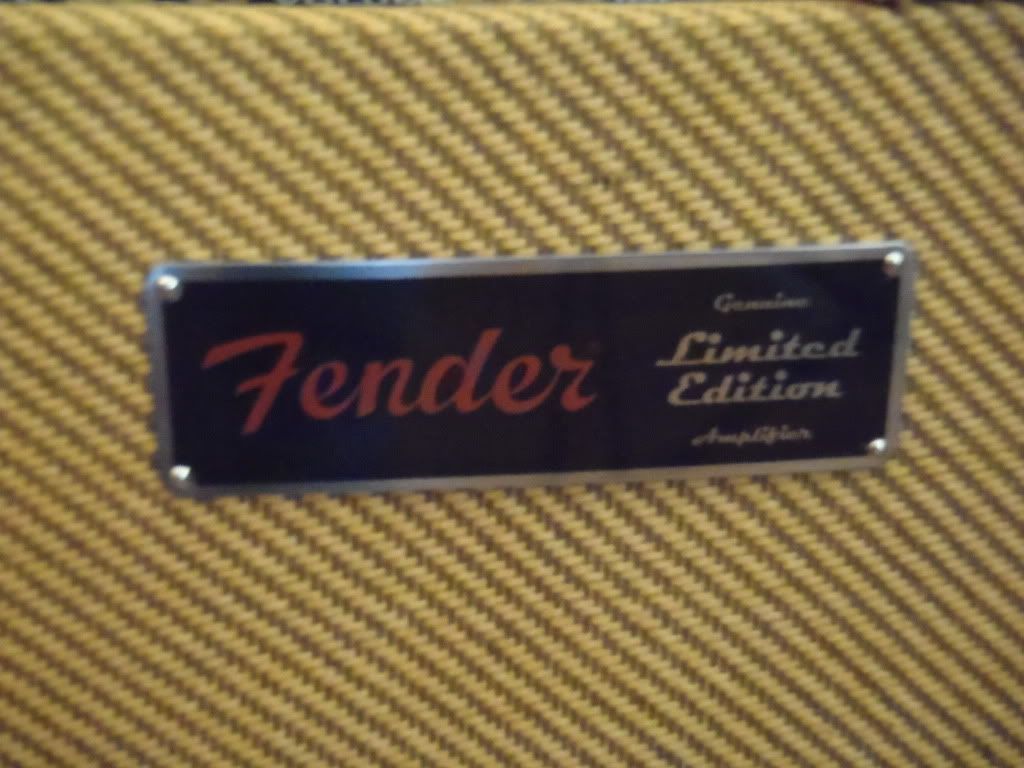 Fender
Genuine
Limited
Edition
Amplifier